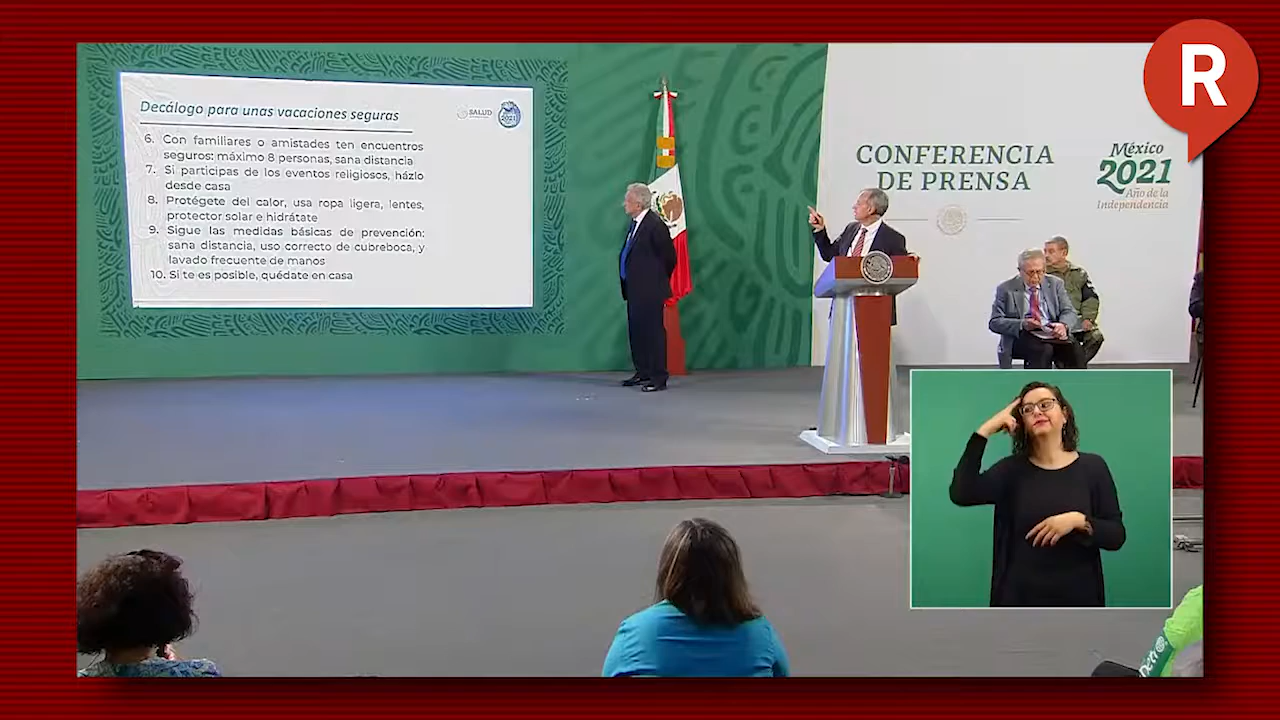 R
Decálogo para unas vacaciones seguras
SALUD
2021
6. Con familiares o amistades ten encuentros
seguros: máximo 8 personas, sana distancia
7. Si participas de los eventos religiosos, házlo
desde casa
8. Protégete del calor, usa ropa ligera, lentes,
protector solar e hidrátate
9. Sigue las medidas básicas de prevención:
sana distancia, uso correcto de cubreboca, y
lavado frecuente de manos
10. Si te es posible, quédate en casa
CONFERENCIA
DE PRENSA
México
2021
Año de la
Independencia